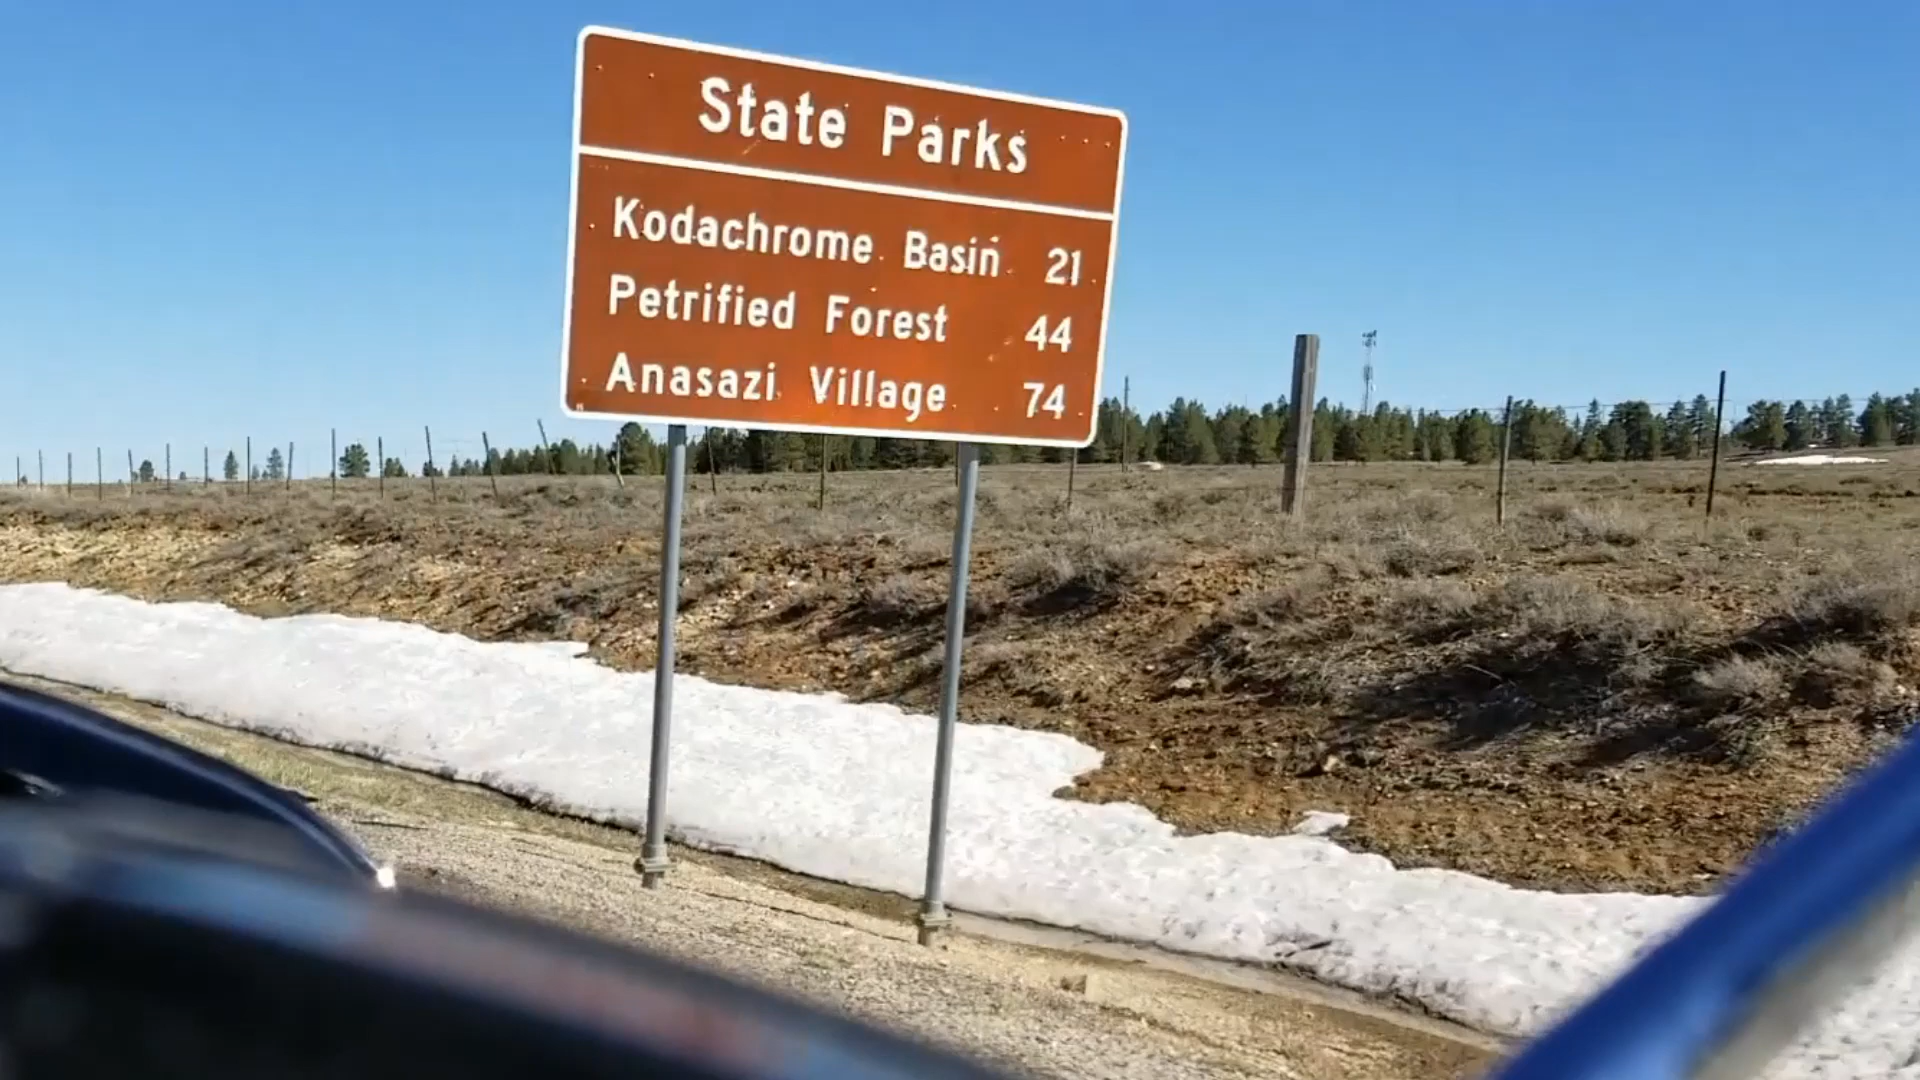 State Parks
Kodachrome Basin 21
Petrified Forest 44
Anasazi Village 74